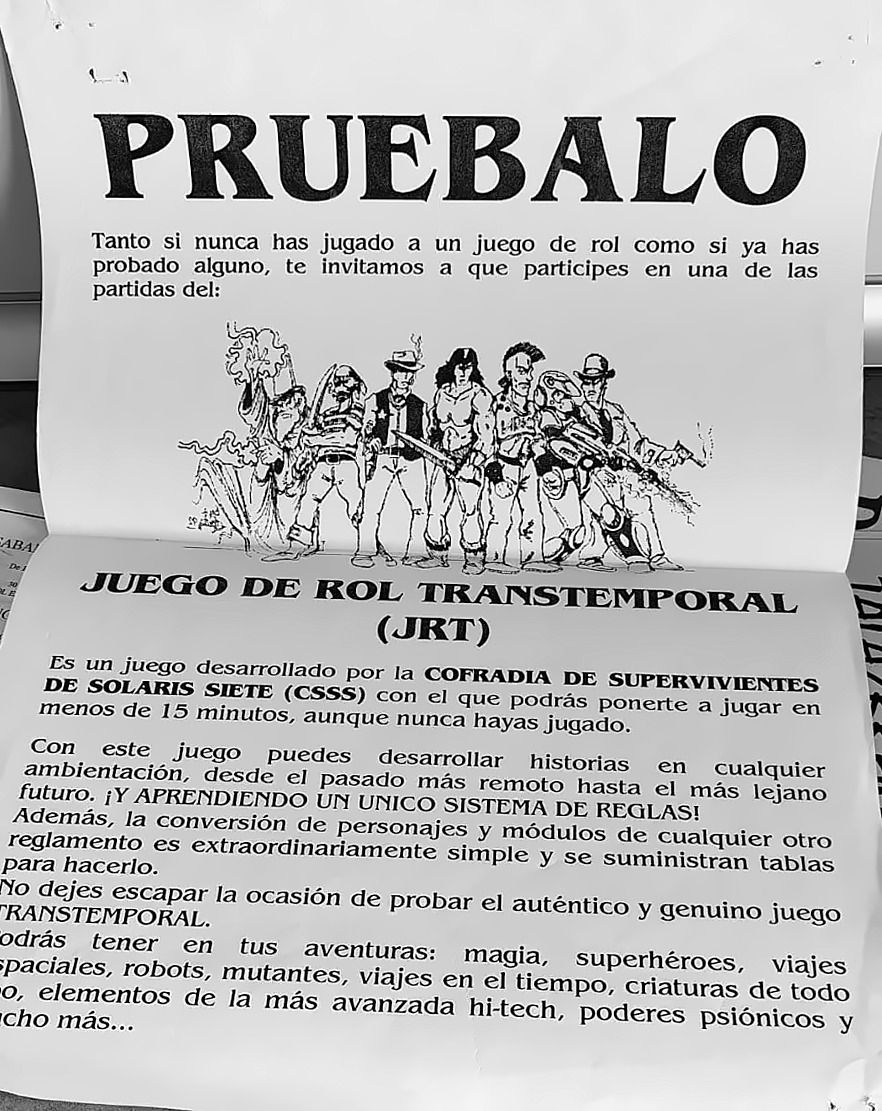 PRUEBALO
Tanto si nunca has jugado a un juego de rol como si ya has
probado alguno, te invitamos a que participes en una de las
partidas del:
JUEGO DE ROL TRANSTEMPORAL
(JRT)
Es un juego desarrollado por la COFRADIA DE SUPERVIVIENTES
DE SOLARIS SIETE (CSSS) con el que podrás ponerte a jugar en
menos de 15 minutos, aunque nunca hayas jugado.
Con este juego puedes desarrollar historias en cualquier
ambientación, desde el pasado más remoto hasta el más lejano
futuro. ¡Y APRENDIENDO UN UNICO SISTEMA DE REGLAS!
Además, la conversión de personajes y módulos de cualquier otro
reglamento es extraordinariamente simple y se suministran tablas
para hacerlo.
No dejes escapar la ocasión de probar el auténtico y genuino juego
TRANSTEMPORAL.
odrás tener en tus aventuras: magia, superhéroes, viajes
spaciales, robots, mutantes, viajes en el tiempo, criaturas de todo
po, elementos de la más avanzada hi-tech, poderes psiónicos y
cho más...